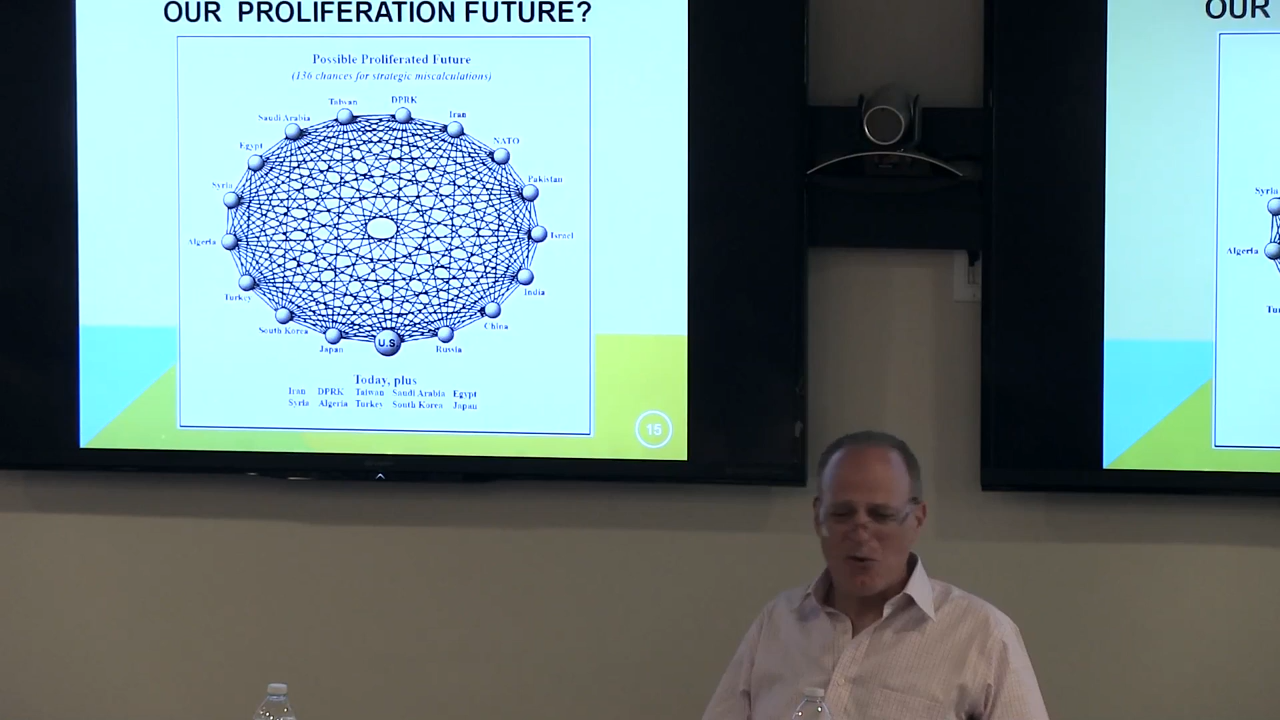 OUR PROLIFERATION FUTURE?
Possible Proliferated Future
(136 chances for strategic miscalculations)
Taiwan
DPRK
Saudi Arabia
Iran
Egypt
NATO
Syria
Pakistan
Algeria
Israel
Turkey
India
South Korea
China
Japan
U.S.
Russia
Today, plus
Iran DPRK Taiwan Saudi Arabia Egypt
Syria Algeria Turkey South Korea Japan
15
OUR
Syria
Algeria
Tu